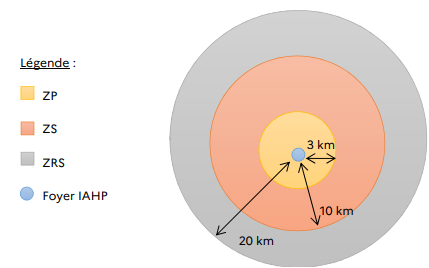 Légende :
ZP
ZS
ZRS
Foyer IAHP
3 km
10 km
20 km